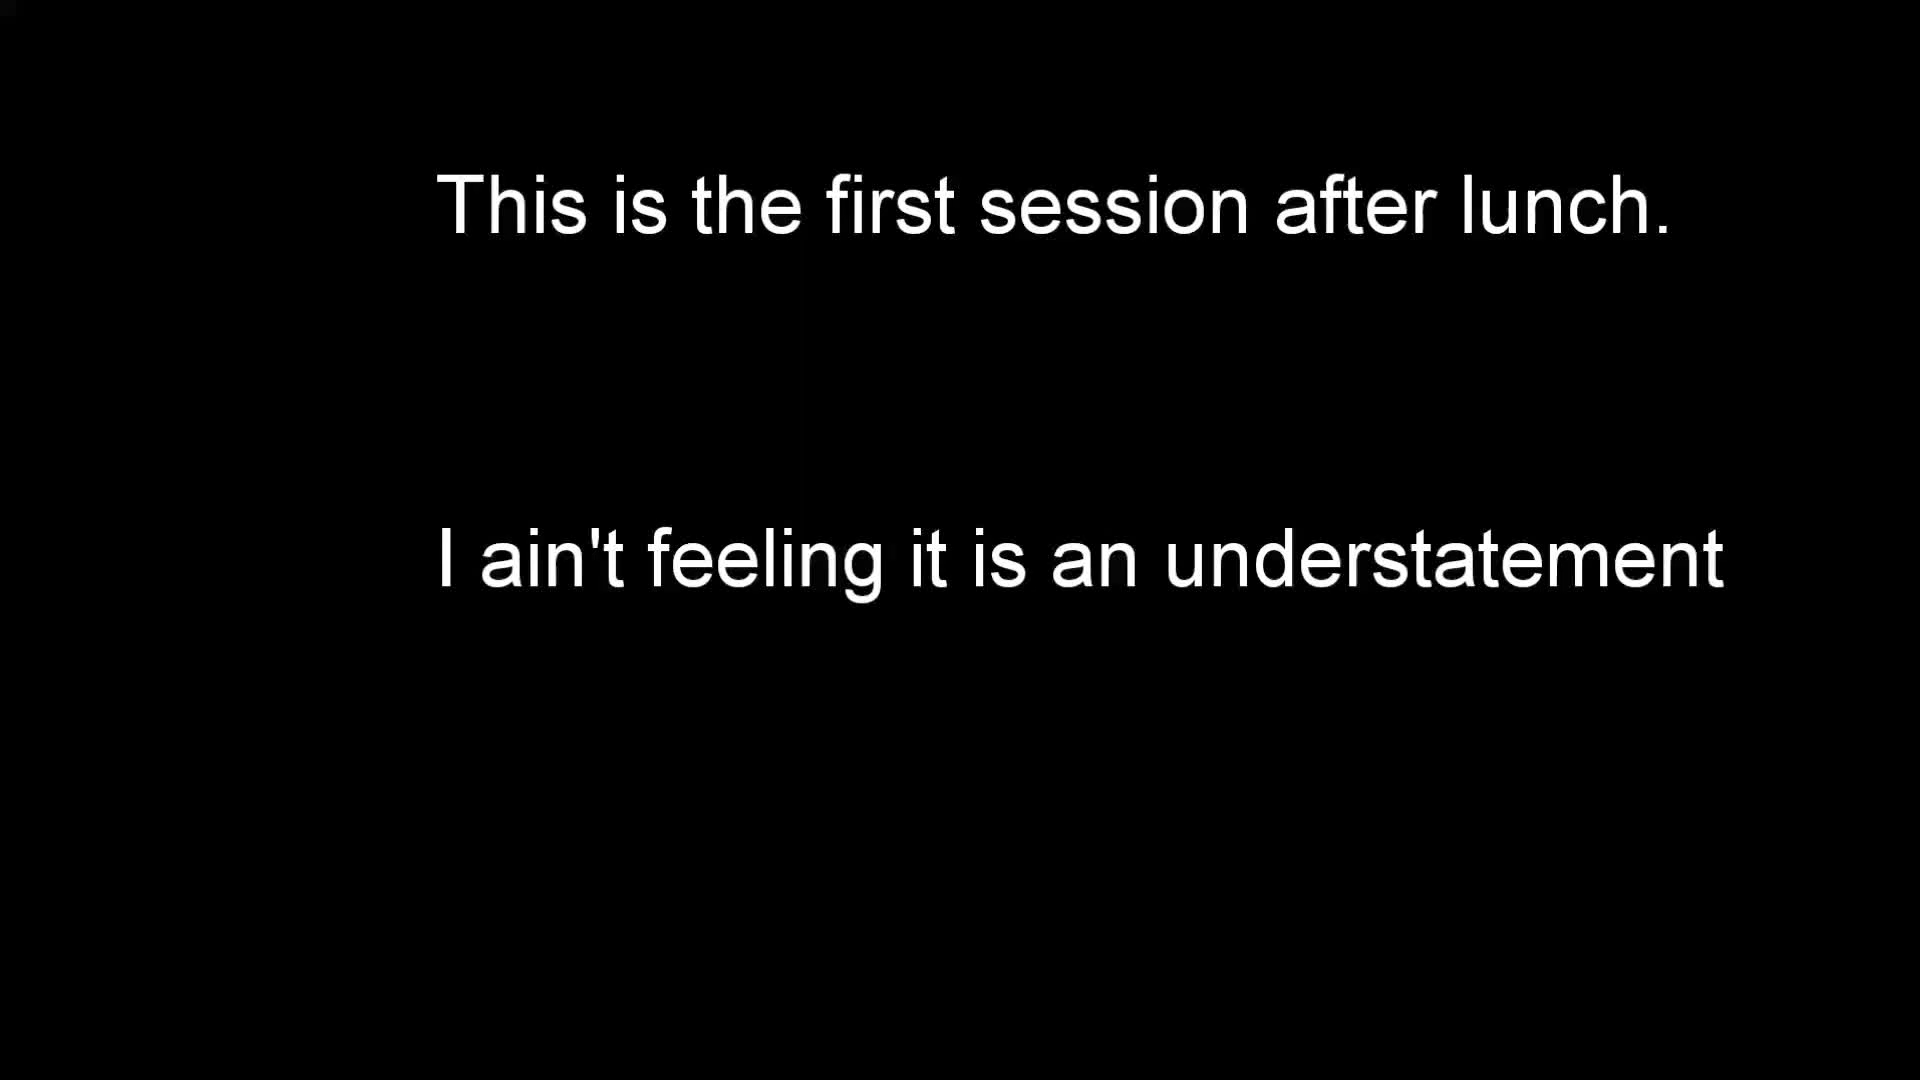 This is the first session after lunch.
I ain't feeling it is an understatement